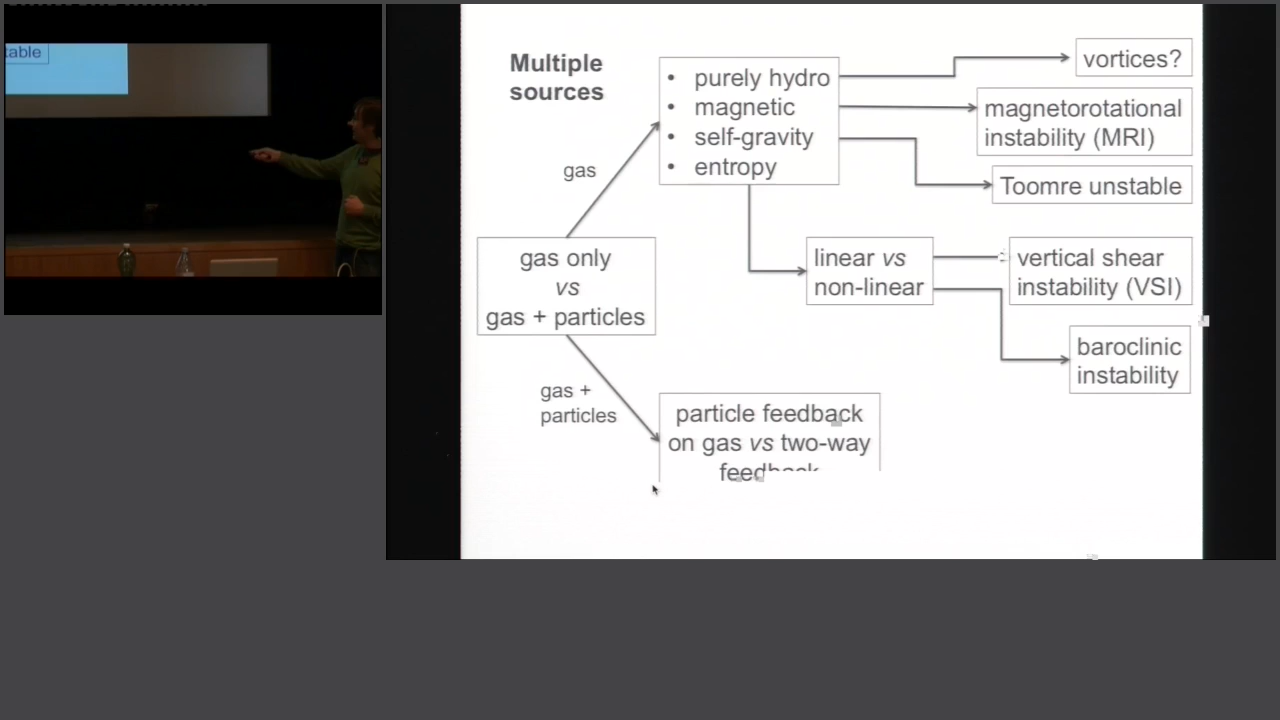 table
Multiple
sources
gas
• purely hydro
• magnetic
• self-gravity
• entropy
vortices?
magnetorotational
instability (MRI)
Toomre unstable
gas only
vs
gas + particles
linear vs
non-linear
vertical shear
instability (VSI)
baroclinic
instability
gas +
particles
particle feedback
on gas vs two-way
feedback